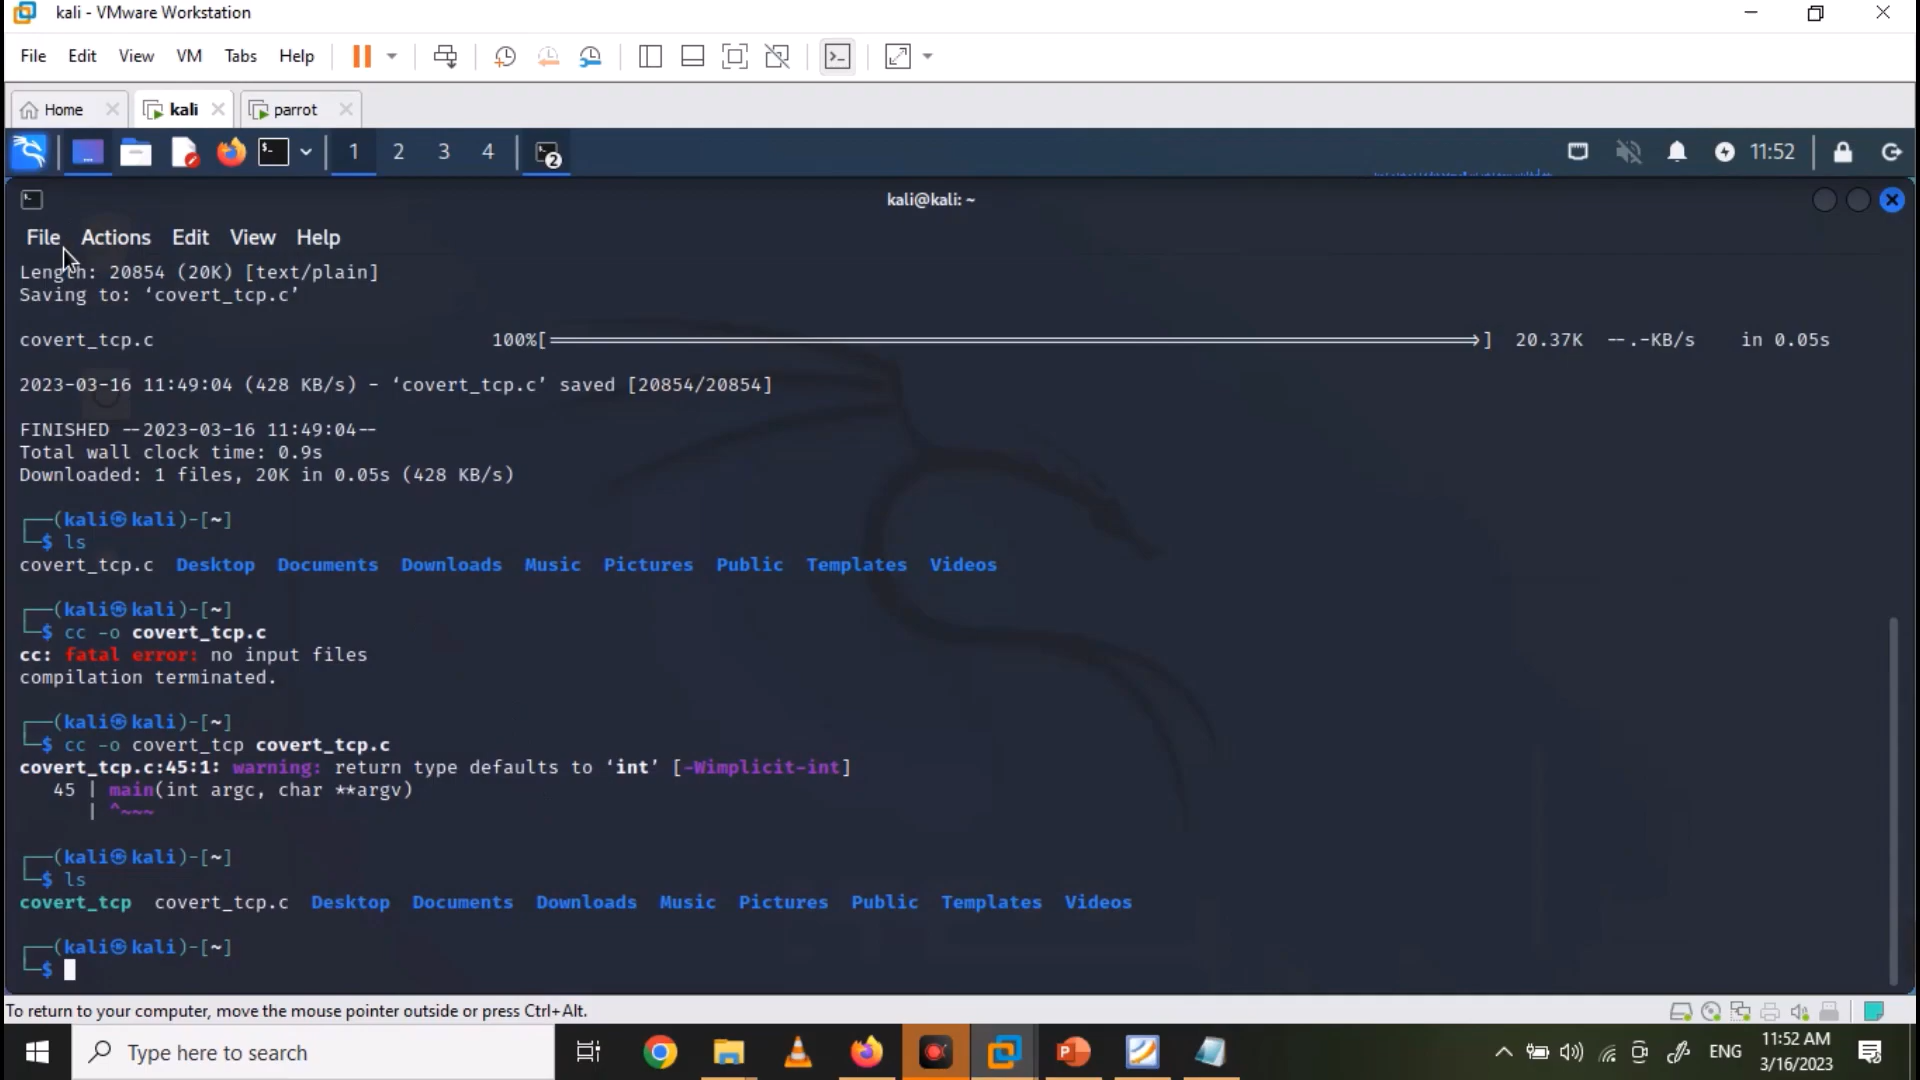 kali - VMware Workstation
File Edit View VM Tabs Help
Home kali parrot
1 2 3 4 2 11:52
kali@kali: ~
File Actions Edit View Help
Length: 20854 (20K) [text/plain]
Saving to: ‘covert_tcp.c’
covert_tcp.c 100%[===================>] 20.37K --.-KB/s in 0.05s
2023-03-16 11:49:04 (428 KB/s) - ‘covert_tcp.c’ saved [20854/20854]
FINISHED --2023-03-16 11:49:04--
Total wall clock time: 0.9s
Downloaded: 1 files, 20K in 0.05s (428 KB/s)
┌──(kali㉿kali)-[~]
└─$ ls
covert_tcp.c Desktop Documents Downloads Music Pictures Public Templates Videos
┌──(kali㉿kali)-[~]
└─$ cc -o covert_tcp.c
cc: fatal error: no input files
compilation terminated.
┌──(kali㉿kali)-[~]
└─$ cc -o covert_tcp covert_tcp.c
covert_tcp.c:45:1: warning: return type defaults to ‘int’ [-Wimplicit-int]
45 | main(int argc, char **argv)
| ^~~~
┌──(kali㉿kali)-[~]
└─$ ls
covert_tcp covert_tcp.c Desktop Documents Downloads Music Pictures Public Templates Videos
┌──(kali㉿kali)-[~]
└─$
To return to your computer, move the mouse pointer outside or press Ctrl+Alt.
Type here to search
ENG
11:52 AM
3/16/2023